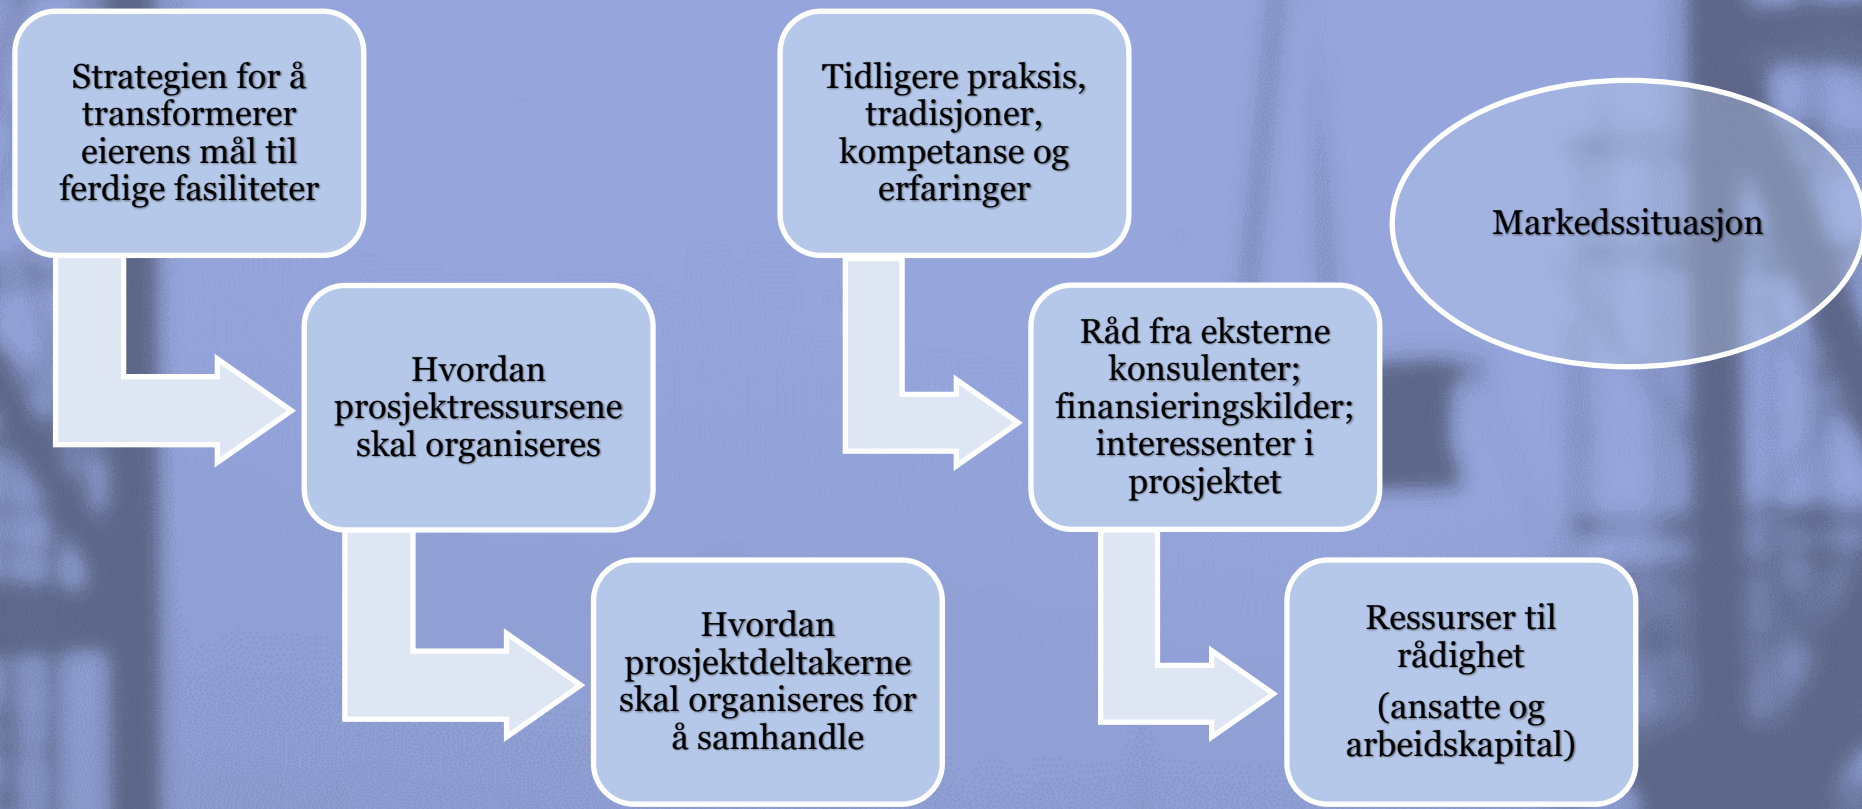 Strategien for å
transformerer
eierens mål til
ferdige fasiliteter
Hvordan
prosjektressursene
skal organiseres
Hvordan
prosjektdeltakerne
skal organiseres for
å samhandle
Tidligere praksis,
tradisjoner,
kompetanse og
erfaringer
Råd fra eksterne
konsulenter;
finansieringskilder;
interessenter i
prosjektet
Ressurser til
rådighet
(ansatte og
arbeidskapital)
Markedssituasjon